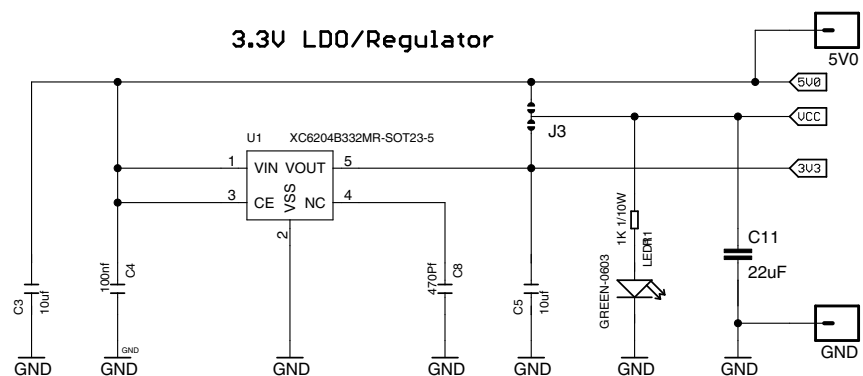 3.3V LDO/Regulator
5V0
5V0
VCC
3V3
J3
U1 XC6204B332MR-SOT23-5
1 VIN VOUT 5
3 CE VSS NC 4
2
C3
10uf
100nf
C4
470Pf
C8
C5
10uf
1K 1/10W
GREEN-0603
C11
22uF
GND
GND
GND
GND
GND
GND
GND
GND
GND